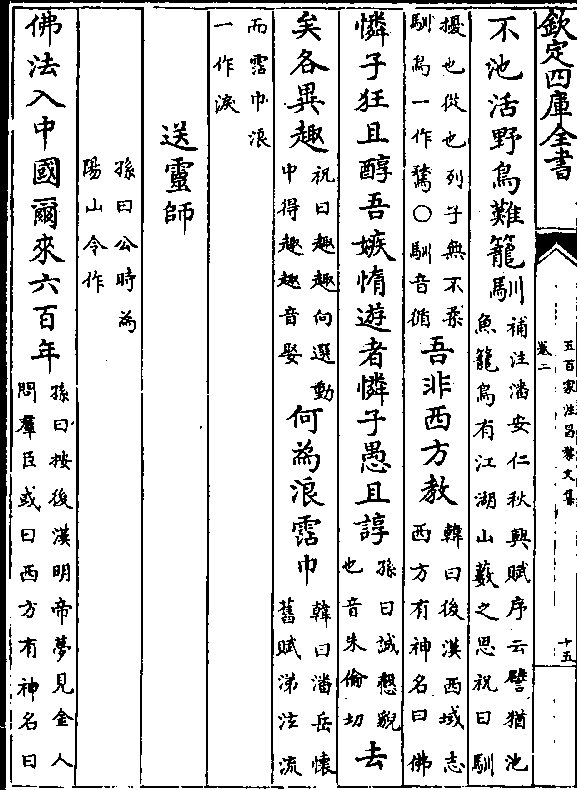 欽定四庫全書
五百家注昌黎文集
卷二
十五
不池活野鳥難籠馴
補注潘安仁秋興賦序云譬猶池
魚籠鳥有江湖山藪之思祝曰馴
擾也從也列子無不柔
馴鳥一作鶩○馴音循
吾非西方教
韓曰後漢西域志
西方有神名曰佛
憐子狂且醇吾嫉惰遊者憐子愚且諄
孫曰誠懇貌
也音朱倫切
去
矣各異趣
祝曰趣趣向選動
中得趣趣音娶
何為浪霑巾
韓曰潘岳懷
舊賦涕泣流
而霑巾浪
一作淚
送靈師
孫曰公時為
陽山令作
佛法入中國爾來六百年
孫曰按後漢明帝夢見金人
問羣臣或曰西方有神名曰